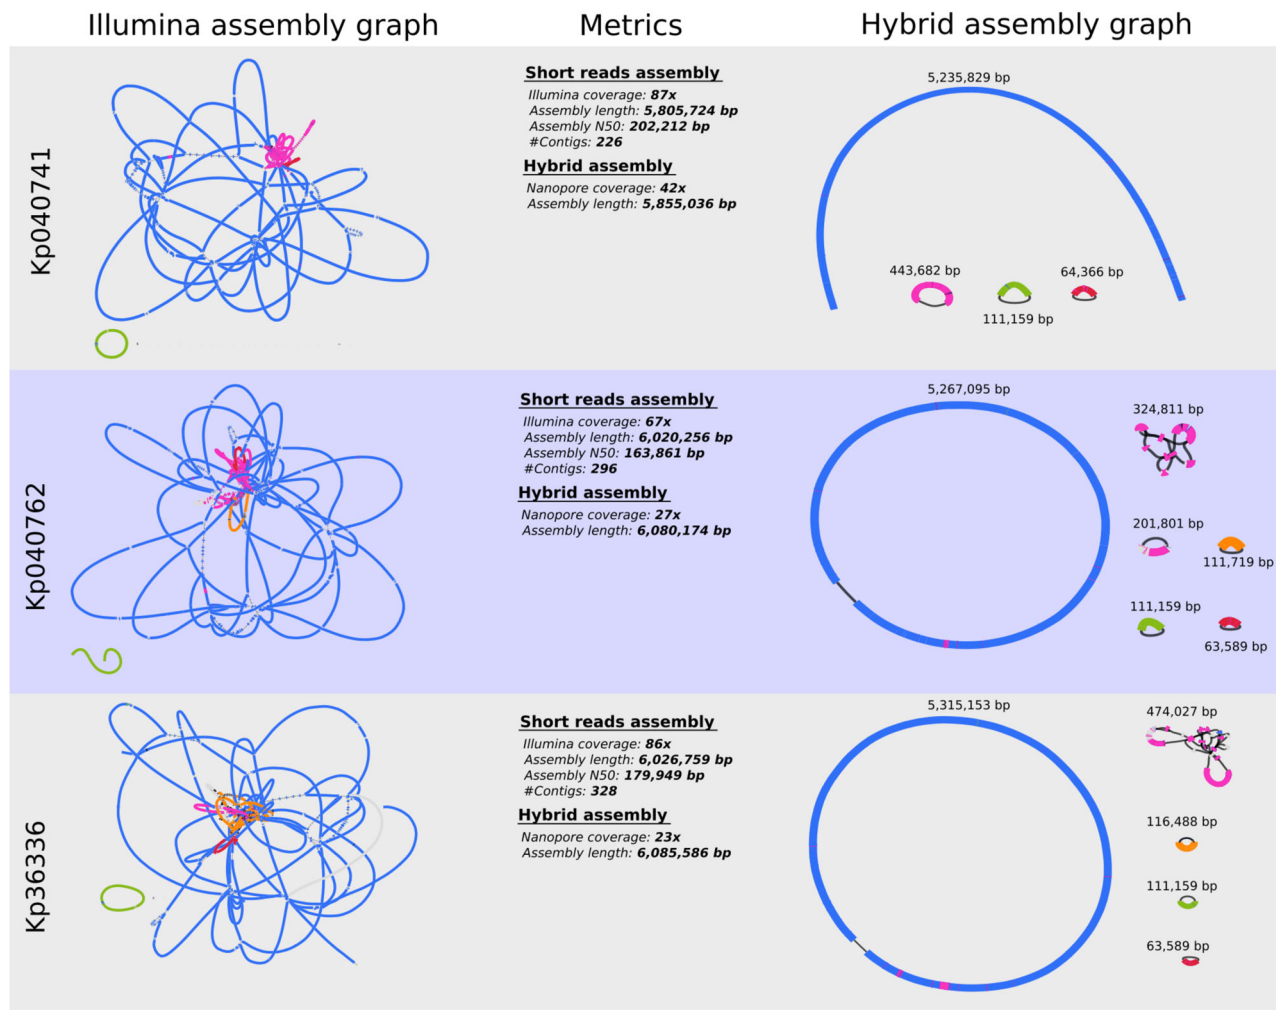 Illumina assembly graph
Metrics
Hybrid assembly graph
Kp040741
Short reads assembly
Illumina coverage: 87x
Assembly length: 5,805,724 bp
Assembly N50: 202,212 bp
#Contigs: 226
Hybrid assembly
Nanopore coverage: 42x
Assembly length: 5,855,036 bp
5,235,829 bp
443,682 bp
64,366 bp
111,159 bp
Kp040762
Short reads assembly
Illumina coverage: 67x
Assembly length: 6,020,256 bp
Assembly N50: 163,861 bp
#Contigs: 296
Hybrid assembly
Nanopore coverage: 27x
Assembly length: 6,080,174 bp
5,267,095 bp
324,811 bp
201,801 bp
111,719 bp
111,159 bp
63,589 bp
Kp36336
Short reads assembly
Illumina coverage: 86x
Assembly length: 6,026,759 bp
Assembly N50: 179,949 bp
#Contigs: 328
Hybrid assembly
Nanopore coverage: 23x
Assembly length: 6,085,586 bp
5,315,153 bp
474,027 bp
116,488 bp
111,159 bp
63,589 bp